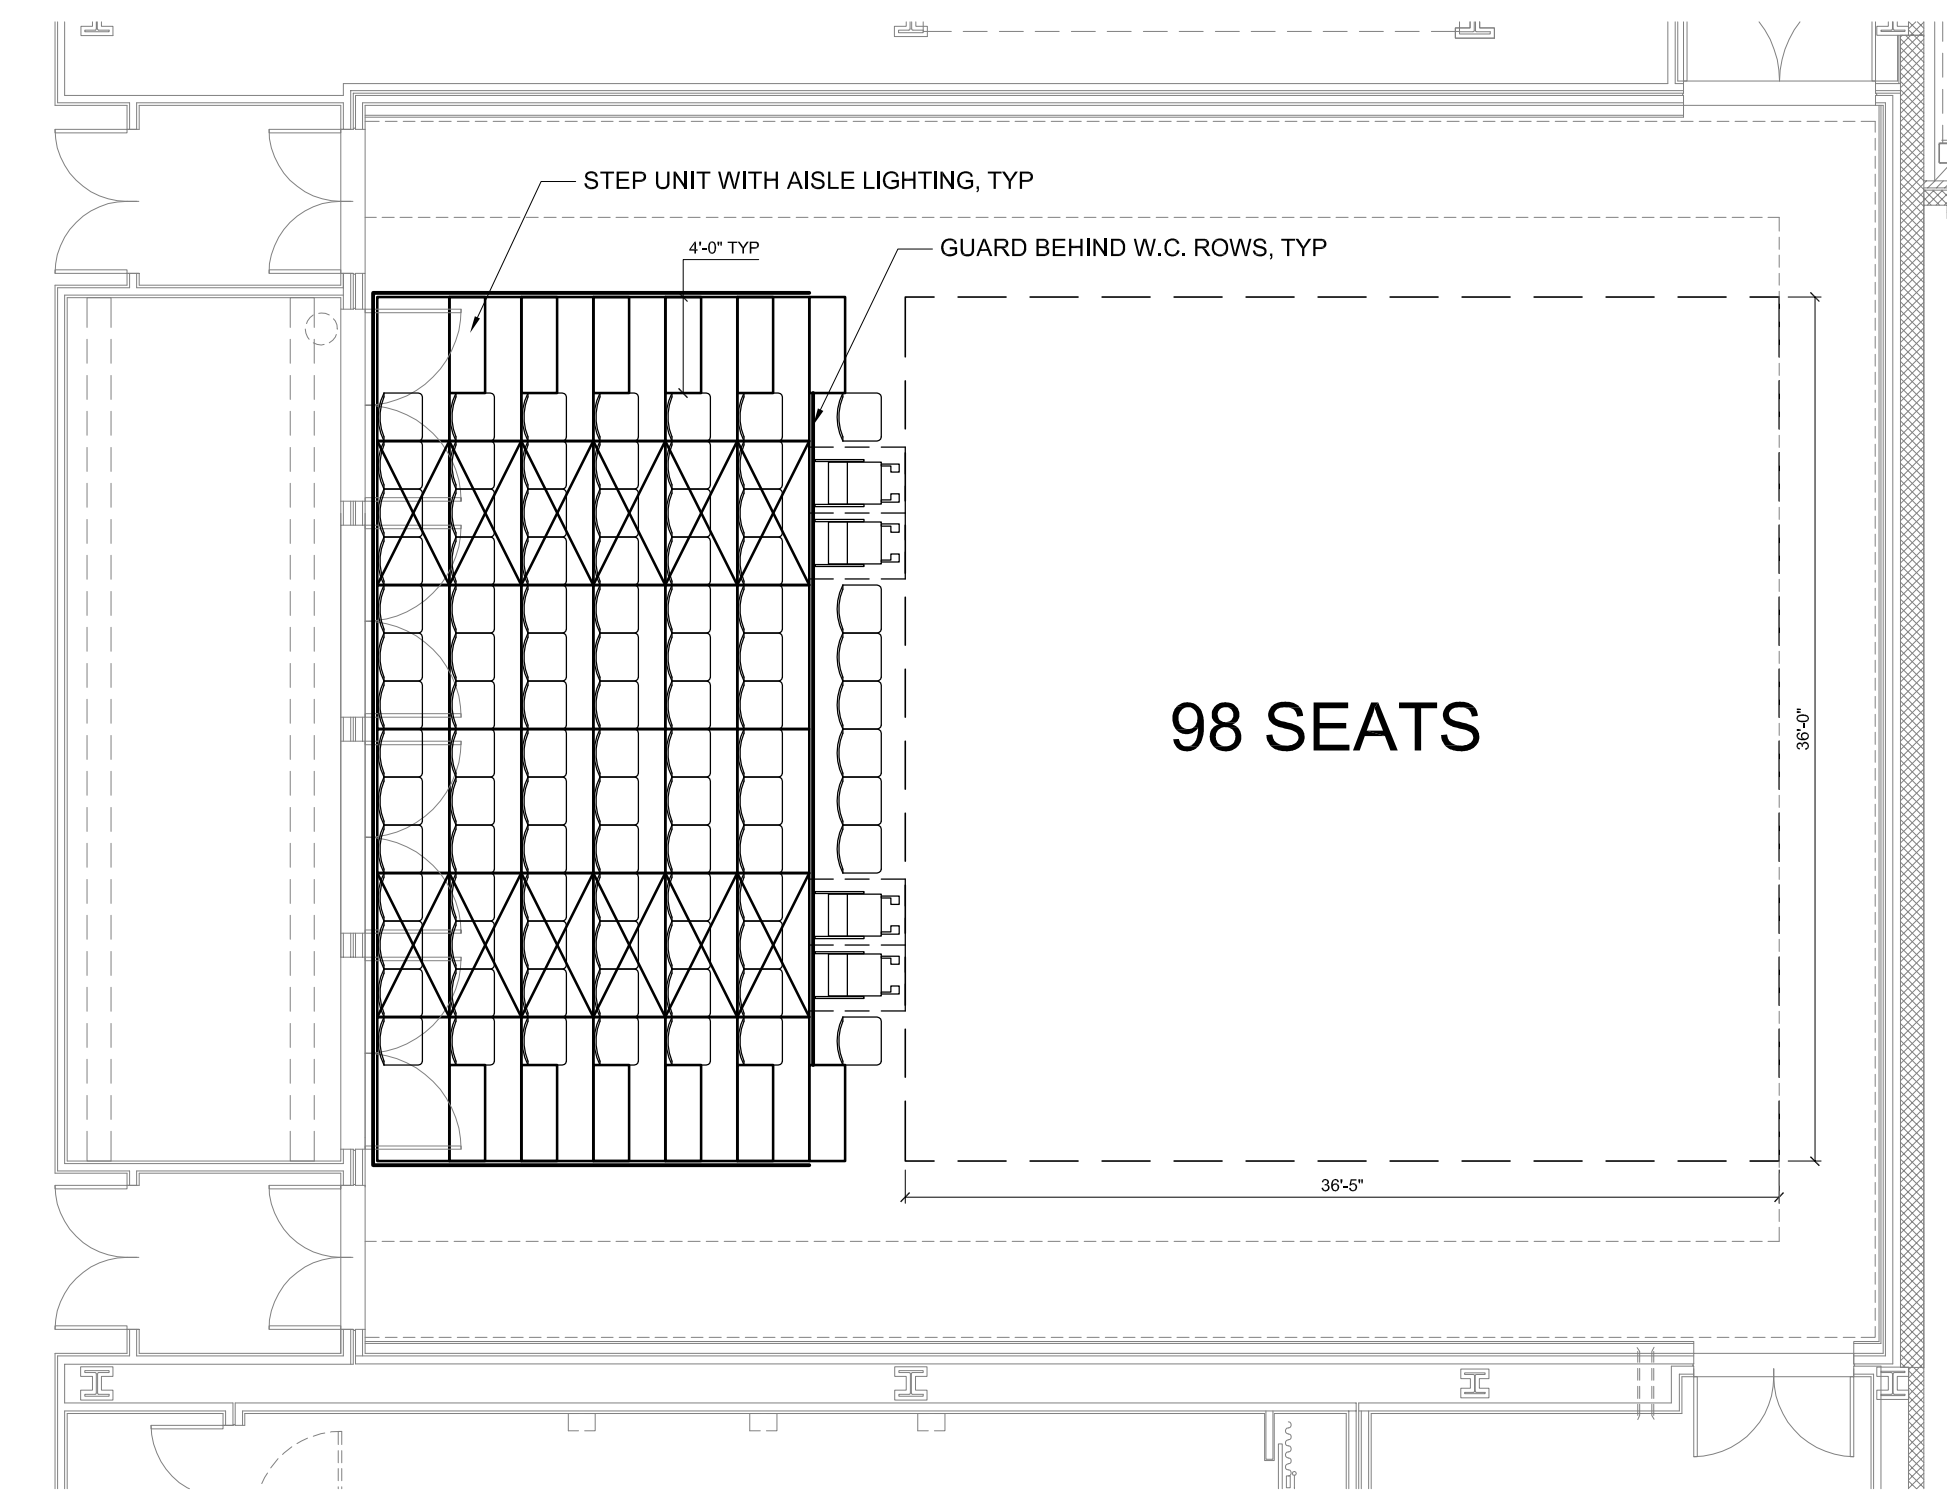 STEP UNIT WITH AISLE LIGHTING, TYP
4'-0" TYP
GUARD BEHIND W.C. ROWS, TYP
98 SEATS
36'-0"
36'-5"